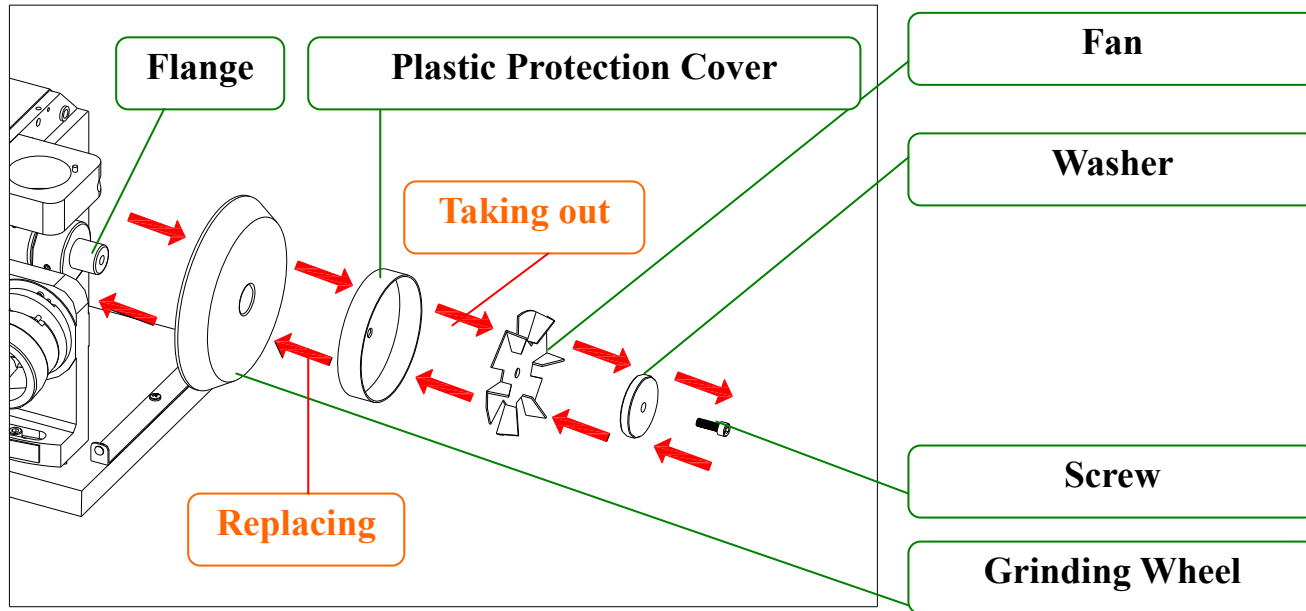 Flange
Plastic Protection Cover
Fan
Washer
Taking out
Screw
Replacing
Grinding Wheel